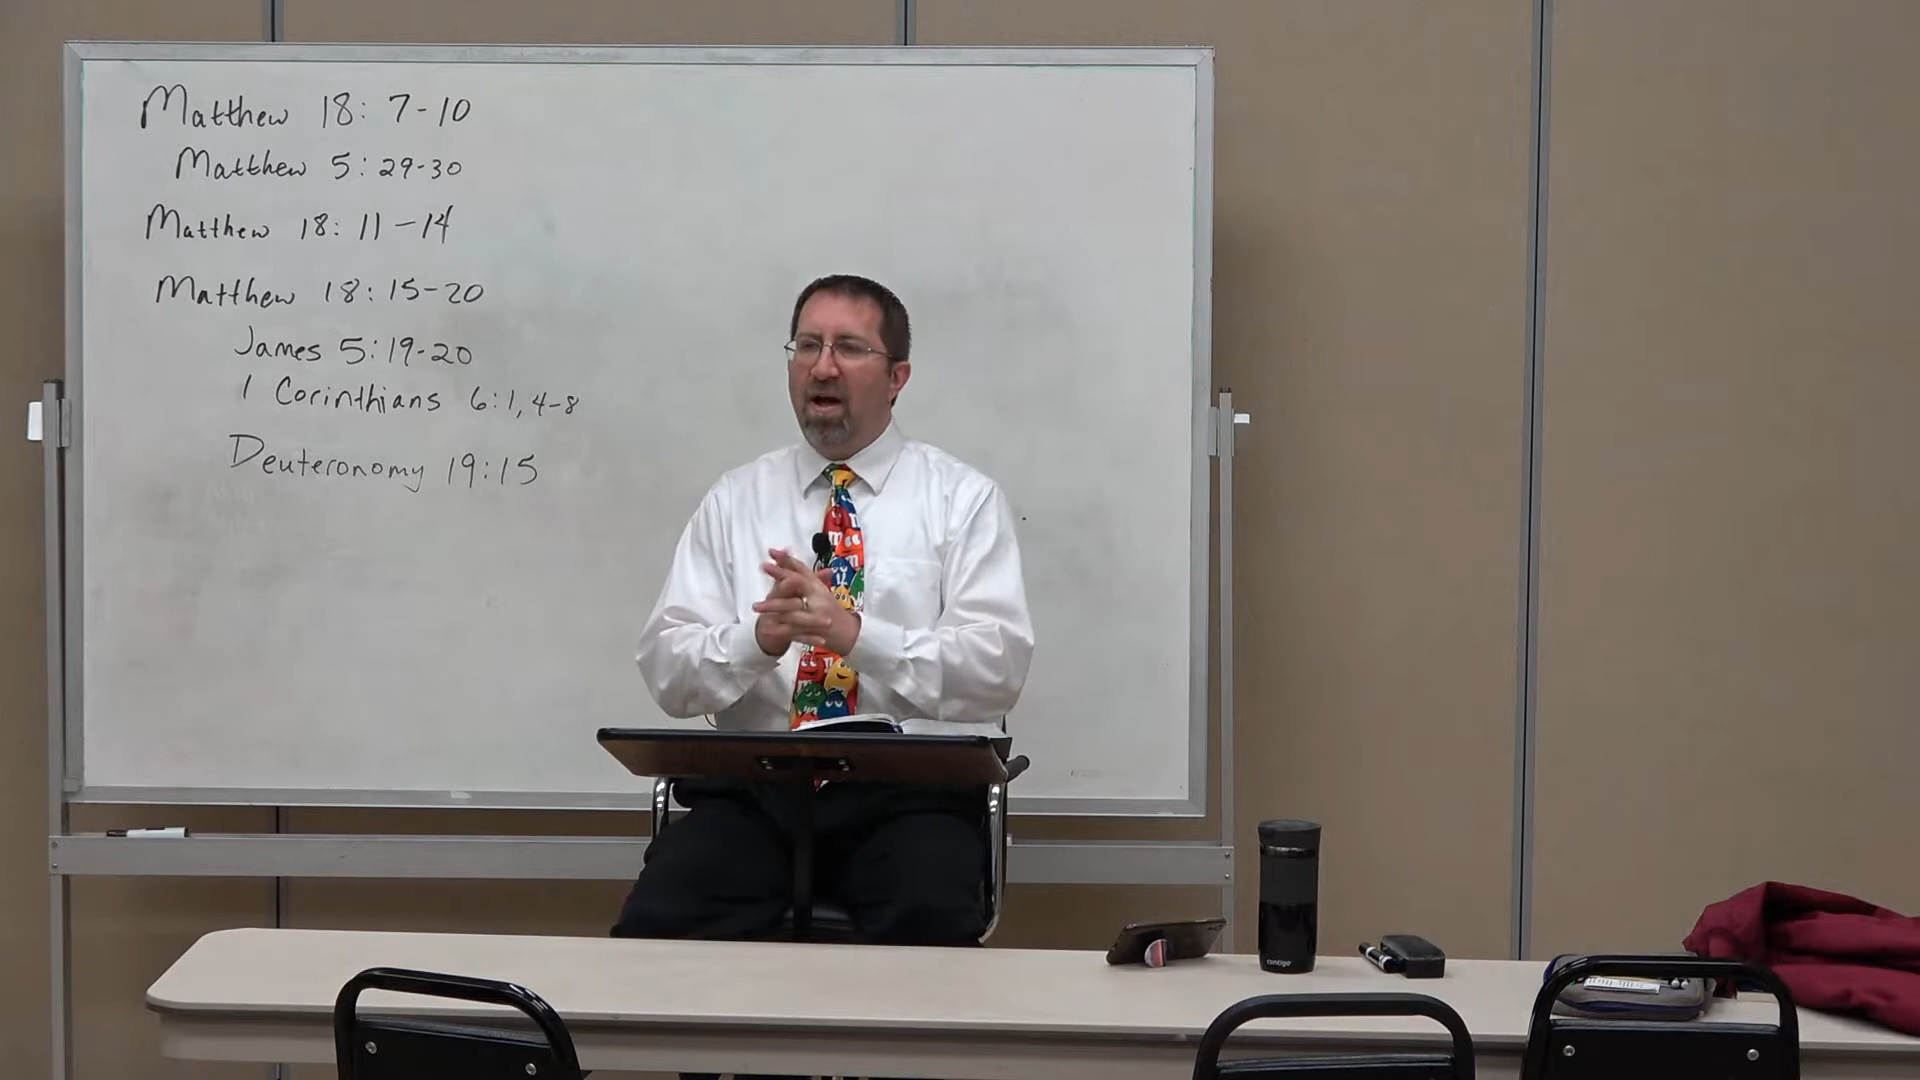 Matthew 18: 7-10
Matthew 5: 29-30
Matthew 18: 11-14
Matthew 18: 15-20
James 5:19-20
1 Corinthians 6:1, 4-8
Deuteronomy 19:15
contigo